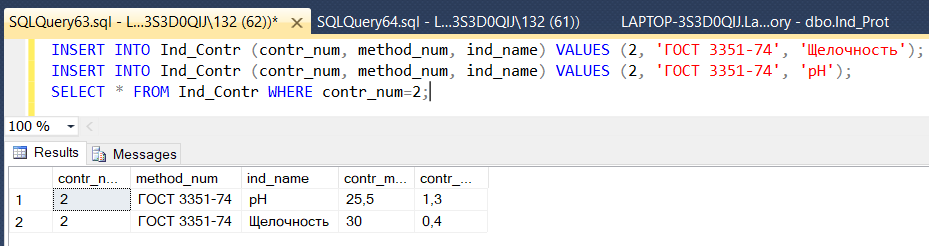 SQLQuery63.sql - L...3S3D0QIJ\132 (62))* SQLQuery64.sql - L...3S3D0QIJ\132 (61)) LAPTOP-3S3D0QIJ.La...ory - dbo.Ind_Prot
INSERT INTO Ind_Contr (contr_num, method_num, ind_name) VALUES (2, 'ГОСТ 3351-74', 'Щелочность');
INSERT INTO Ind_Contr (contr_num, method_num, ind_name) VALUES (2, 'ГОСТ 3351-74', 'pH');
SELECT * FROM Ind_Contr WHERE contr_num=2;
100 %
Results Messages
contr_n... method_num ind_name contr_m... contr_...
1 2 ГОСТ 3351-74 pH 25,5 1,3
2 2 ГОСТ 3351-74 Щелочность 30 0,4